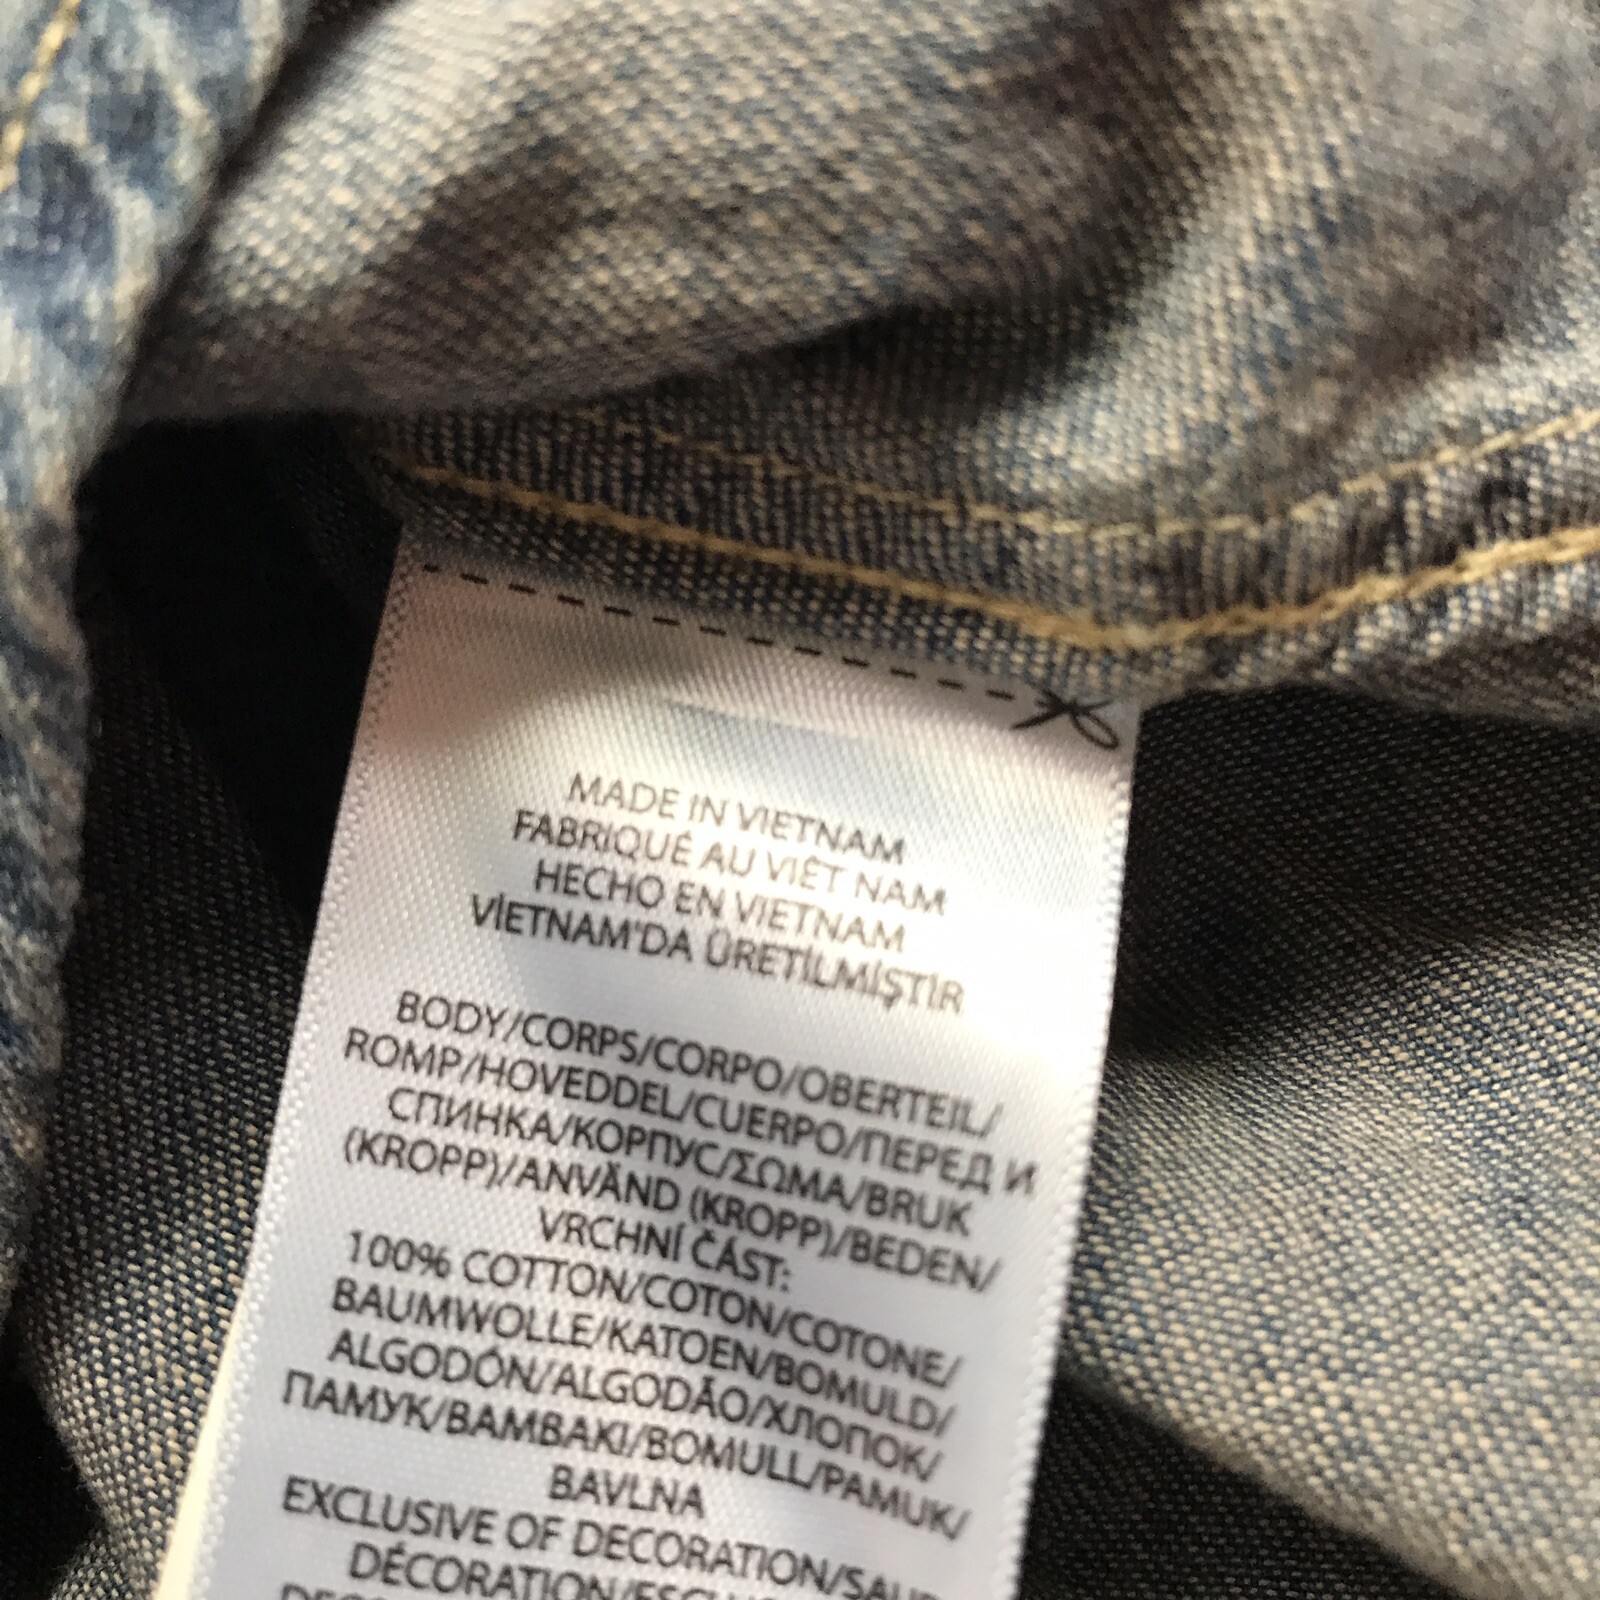 MADE IN VIETNAM
FABRIQUÉ AU VIÊT NAM
HECHO EN VIETNAM
VİETNAM'DA ÜRETİLMİŞTİR
BODY/CORPS/CORPO/OBERTEIL/
ROMP/HOVEDDEL/CUERPO/ПЕРЕД И
СПИНКА/КОРПУС/ΣΩΜΑ/BRUK
(KROPP)/ANVÄND (KROPP)/BEDEN/
VRCHNÍ ČÁST:
100% COTTON/COTON/COTONE/
BAUMWOLLE/KATOEN/BOMULD/
ALGODÓN/ALGODÃO/ХЛОПОК/
ПАМУК/BAMBAKI/BOMULL/PAMUK/
BAVLNA
EXCLUSIVE OF DECORATION/SAUF
DÉCORATION/